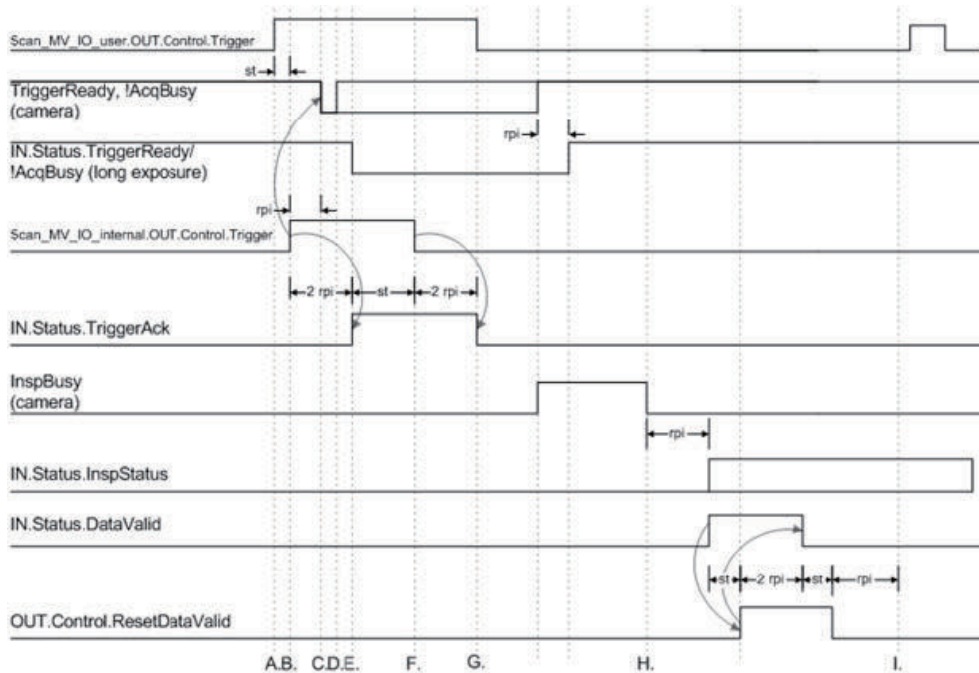 Scan_MV_IO_user.OUT.Control.Trigger
st
TriggerReady, !AcqBusy
(camera)
rpi
IN.Status.TriggerReady/
!AcqBusy (long exposure)
rpi
Scan_MV_IO_internal.OUT.Control.Trigger
2 rpi
st
2 rpi
IN.Status.TriggerAck
InspBusy
(camera)
rpi
IN.Status.InspStatus
IN.Status.DataValid
st
2 rpi
st
rpi
OUT.Control.ResetDataValid
A.B. C.D.E. F. G. H. I.